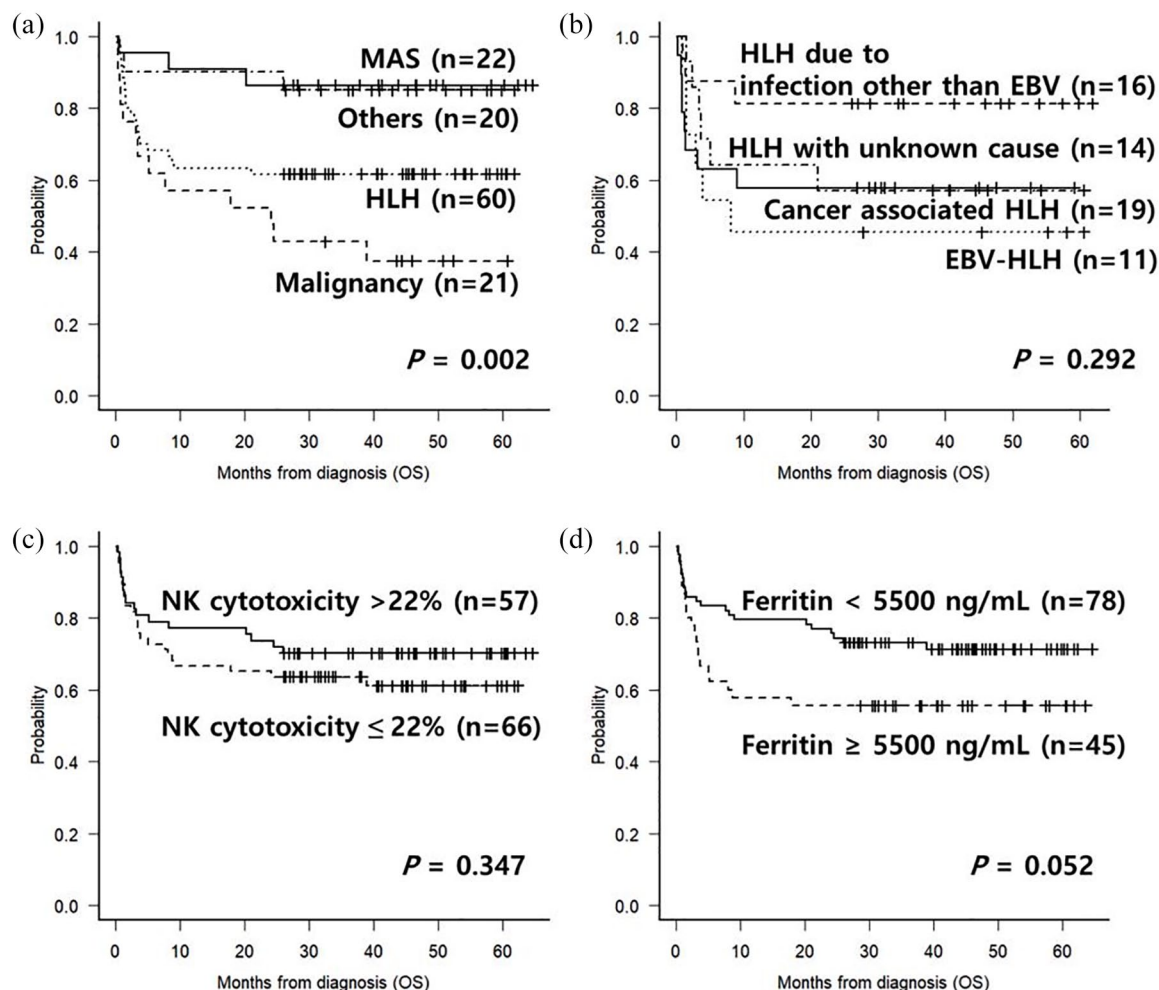 (a)
1.0
0.8
0.6
0.4
0.2
0.0
Probability
MAS (n=22)
Others (n=20)
HLH (n=60)
Malignancy (n=21)
P = 0.002
0 10 20 30 40 50 60
Months from diagnosis (OS)
(b)
1.0
0.8
0.6
0.4
0.2
0.0
Probability
HLH due to
infection other than EBV (n=16)
HLH with unknown cause (n=14)
Cancer associated HLH (n=19)
EBV-HLH (n=11)
P = 0.292
0 10 20 30 40 50 60
Months from diagnosis (OS)
(c)
1.0
0.8
0.6
0.4
0.2
0.0
Probability
NK cytotoxicity >22% (n=57)
NK cytotoxicity ≤ 22% (n=66)
P = 0.347
0 10 20 30 40 50 60
Months from diagnosis (OS)
(d)
1.0
0.8
0.6
0.4
0.2
0.0
Probability
Ferritin < 5500 ng/mL (n=78)
Ferritin ≥ 5500 ng/mL (n=45)
P = 0.052
0 10 20 30 40 50 60
Months from diagnosis (OS)